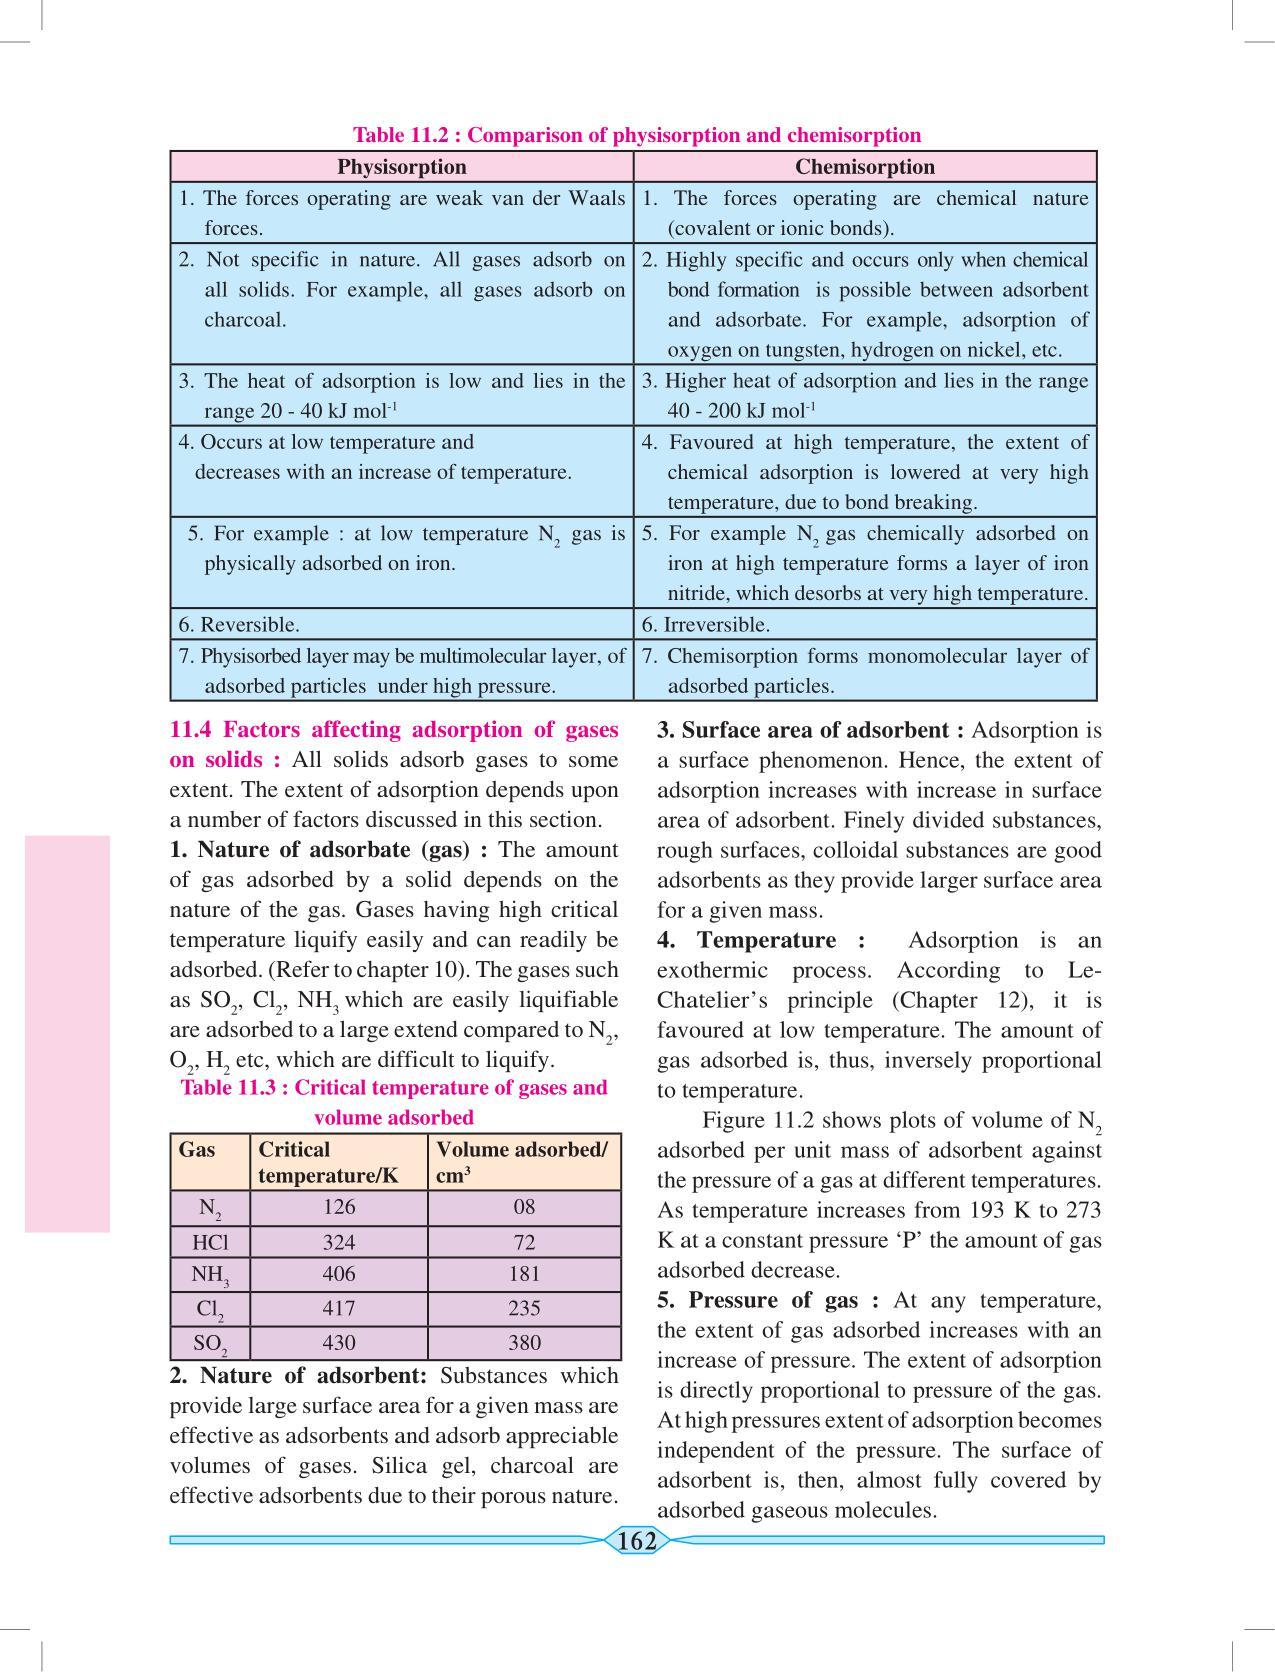 Table 11.2 : Comparison of physisorption and chemisorption
Physisorption
Chemisorption
1. The forces operating are weak van der Waals
forces.
1. The forces operating are chemical nature
(covalent or ionic bonds).
2. Not specific in nature. All gases adsorb on
all solids. For example, all gases adsorb on
charcoal.
2. Highly specific and occurs only when chemical
bond formation is possible between adsorbent
and adsorbate. For example, adsorption of
oxygen on tungsten, hydrogen on nickel, etc.
3. The heat of adsorption is low and lies in the
range 20 - 40 kJ mol⁻¹
3. Higher heat of adsorption and lies in the range
40 - 200 kJ mol⁻¹
4. Occurs at low temperature and
decreases with an increase of temperature.
4. Favoured at high temperature, the extent of
chemical adsorption is lowered at very high
temperature, due to bond breaking.
5. For example : at low temperature N₂ gas is
physically adsorbed on iron.
5. For example N₂ gas chemically adsorbed on
iron at high temperature forms a layer of iron
nitride, which desorbs at very high temperature.
6. Reversible.
6. Irreversible.
7. Physisorbed layer may be multimolecular layer, of
adsorbed particles under high pressure.
7. Chemisorption forms monomolecular layer of
adsorbed particles.
11.4 Factors affecting adsorption of gases
on solids : All solids adsorb gases to some
extent. The extent of adsorption depends upon
a number of factors discussed in this section.
1. Nature of adsorbate (gas) : The amount
of gas adsorbed by a solid depends on the
nature of the gas. Gases having high critical
temperature liquify easily and can readily be
adsorbed. (Refer to chapter 10). The gases such
as SO₂, Cl₂, NH₃ which are easily liquifiable
are adsorbed to a large extend compared to N₂,
O₂, H₂ etc, which are difficult to liquify.
Table 11.3 : Critical temperature of gases and
volume adsorbed
Gas
Critical
temperature/K
Volume adsorbed/
cm³
N₂ 126 08
HCl 324 72
NH₃ 406 181
Cl₂ 417 235
SO₂ 430 380
2. Nature of adsorbent: Substances which
provide large surface area for a given mass are
effective as adsorbents and adsorb appreciable
volumes of gases. Silica gel, charcoal are
effective adsorbents due to their porous nature.
3. Surface area of adsorbent : Adsorption is
a surface phenomenon. Hence, the extent of
adsorption increases with increase in surface
area of adsorbent. Finely divided substances,
rough surfaces, colloidal substances are good
adsorbents as they provide larger surface area
for a given mass.
4. Temperature : Adsorption is an
exothermic process. According to Le-
Chatelier’s principle (Chapter 12), it is
favoured at low temperature. The amount of
gas adsorbed is, thus, inversely proportional
to temperature.
Figure 11.2 shows plots of volume of N₂
adsorbed per unit mass of adsorbent against
the pressure of a gas at different temperatures.
As temperature increases from 193 K to 273
K at a constant pressure ‘P’ the amount of gas
adsorbed decrease.
5. Pressure of gas : At any temperature,
the extent of gas adsorbed increases with an
increase of pressure. The extent of adsorption
is directly proportional to pressure of the gas.
At high pressures extent of adsorption becomes
independent of the pressure. The surface of
adsorbent is, then, almost fully covered by
adsorbed gaseous molecules.
162